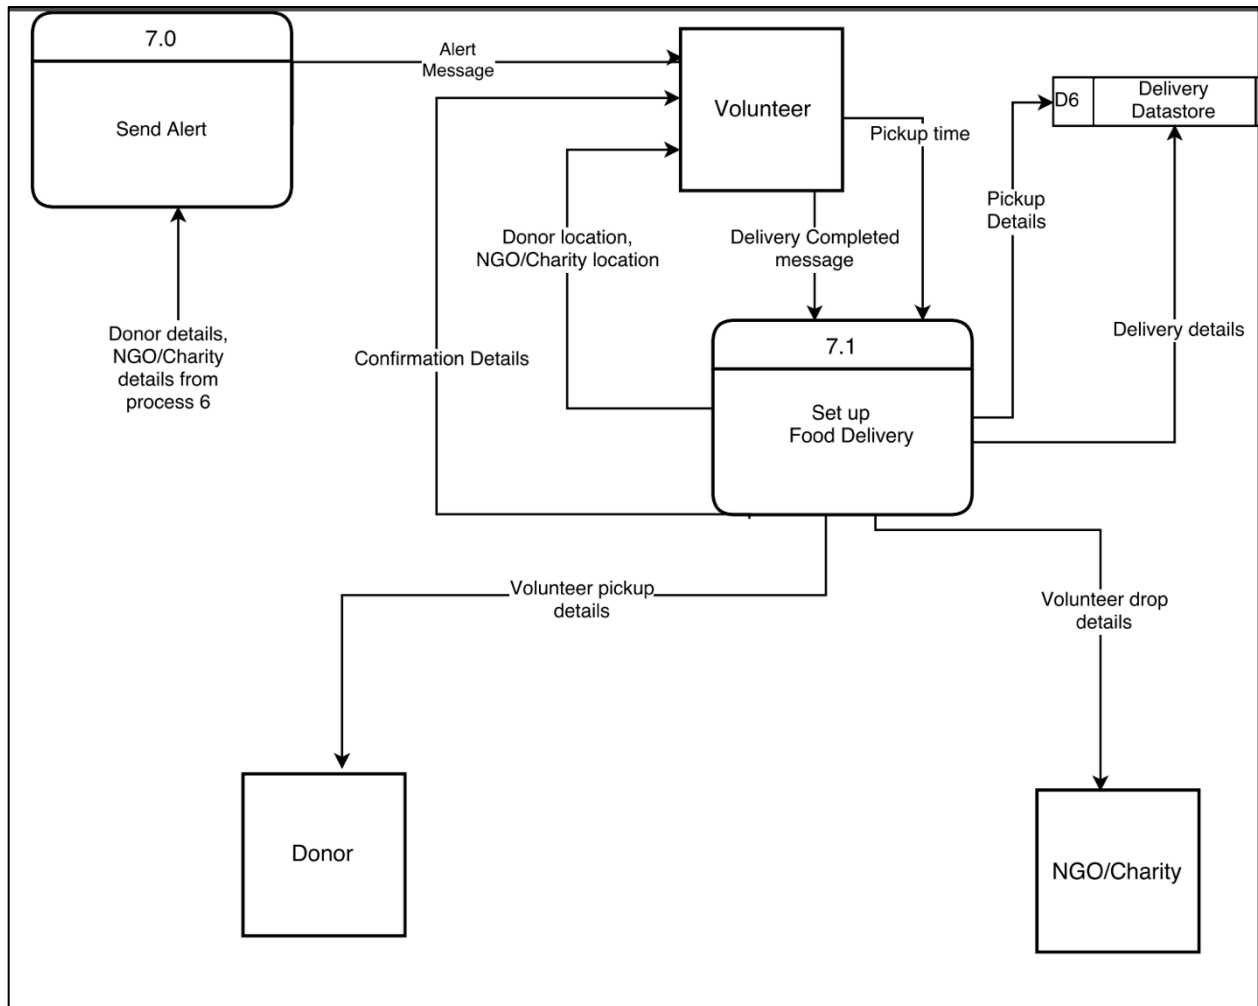 7.0
Send Alert
Alert
Message
Volunteer
D6
Delivery
Datastore
Pickup time
Pickup
Details
Donor location,
NGO/Charity location
Delivery Completed
message
Donor details,
NGO/Charity
details from
process 6
Confirmation Details
7.1
Set up
Food Delivery
Delivery details
Volunteer pickup
details
Volunteer drop
details
Donor
NGO/Charity